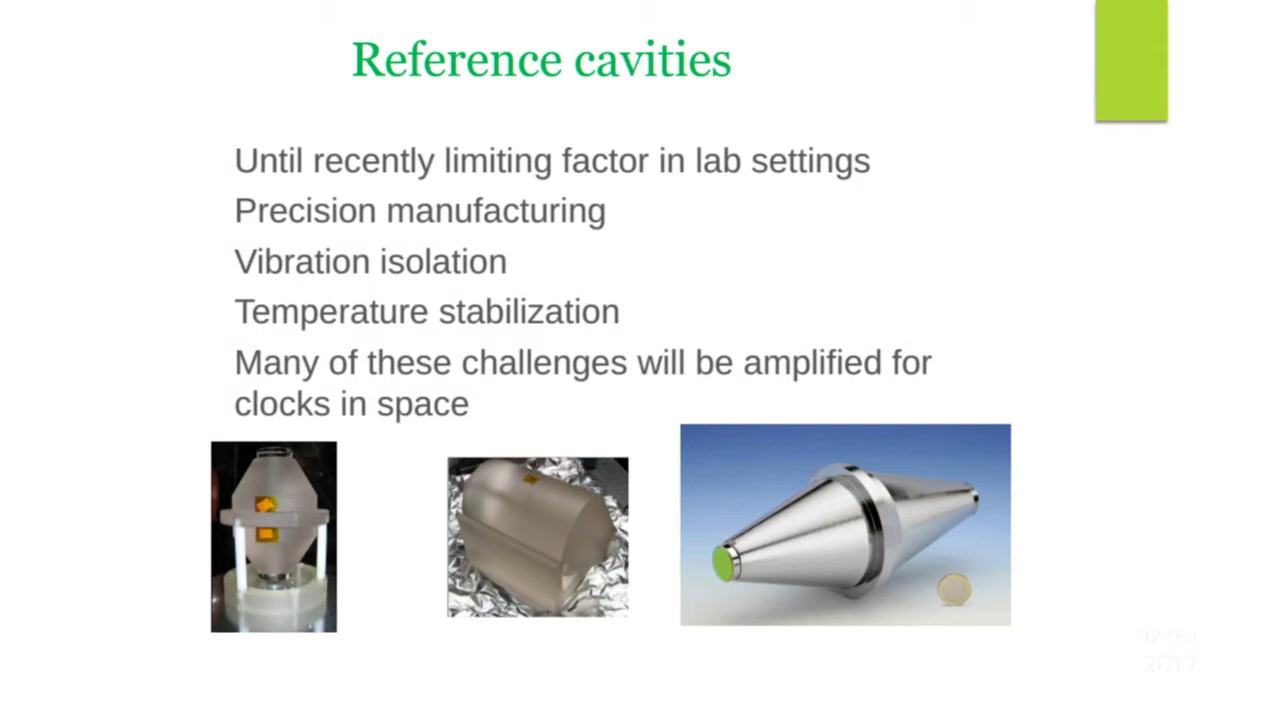 Reference cavities
Until recently limiting factor in lab settings
Precision manufacturing
Vibration isolation
Temperature stabilization
Many of these challenges will be amplified for
clocks in space
2017